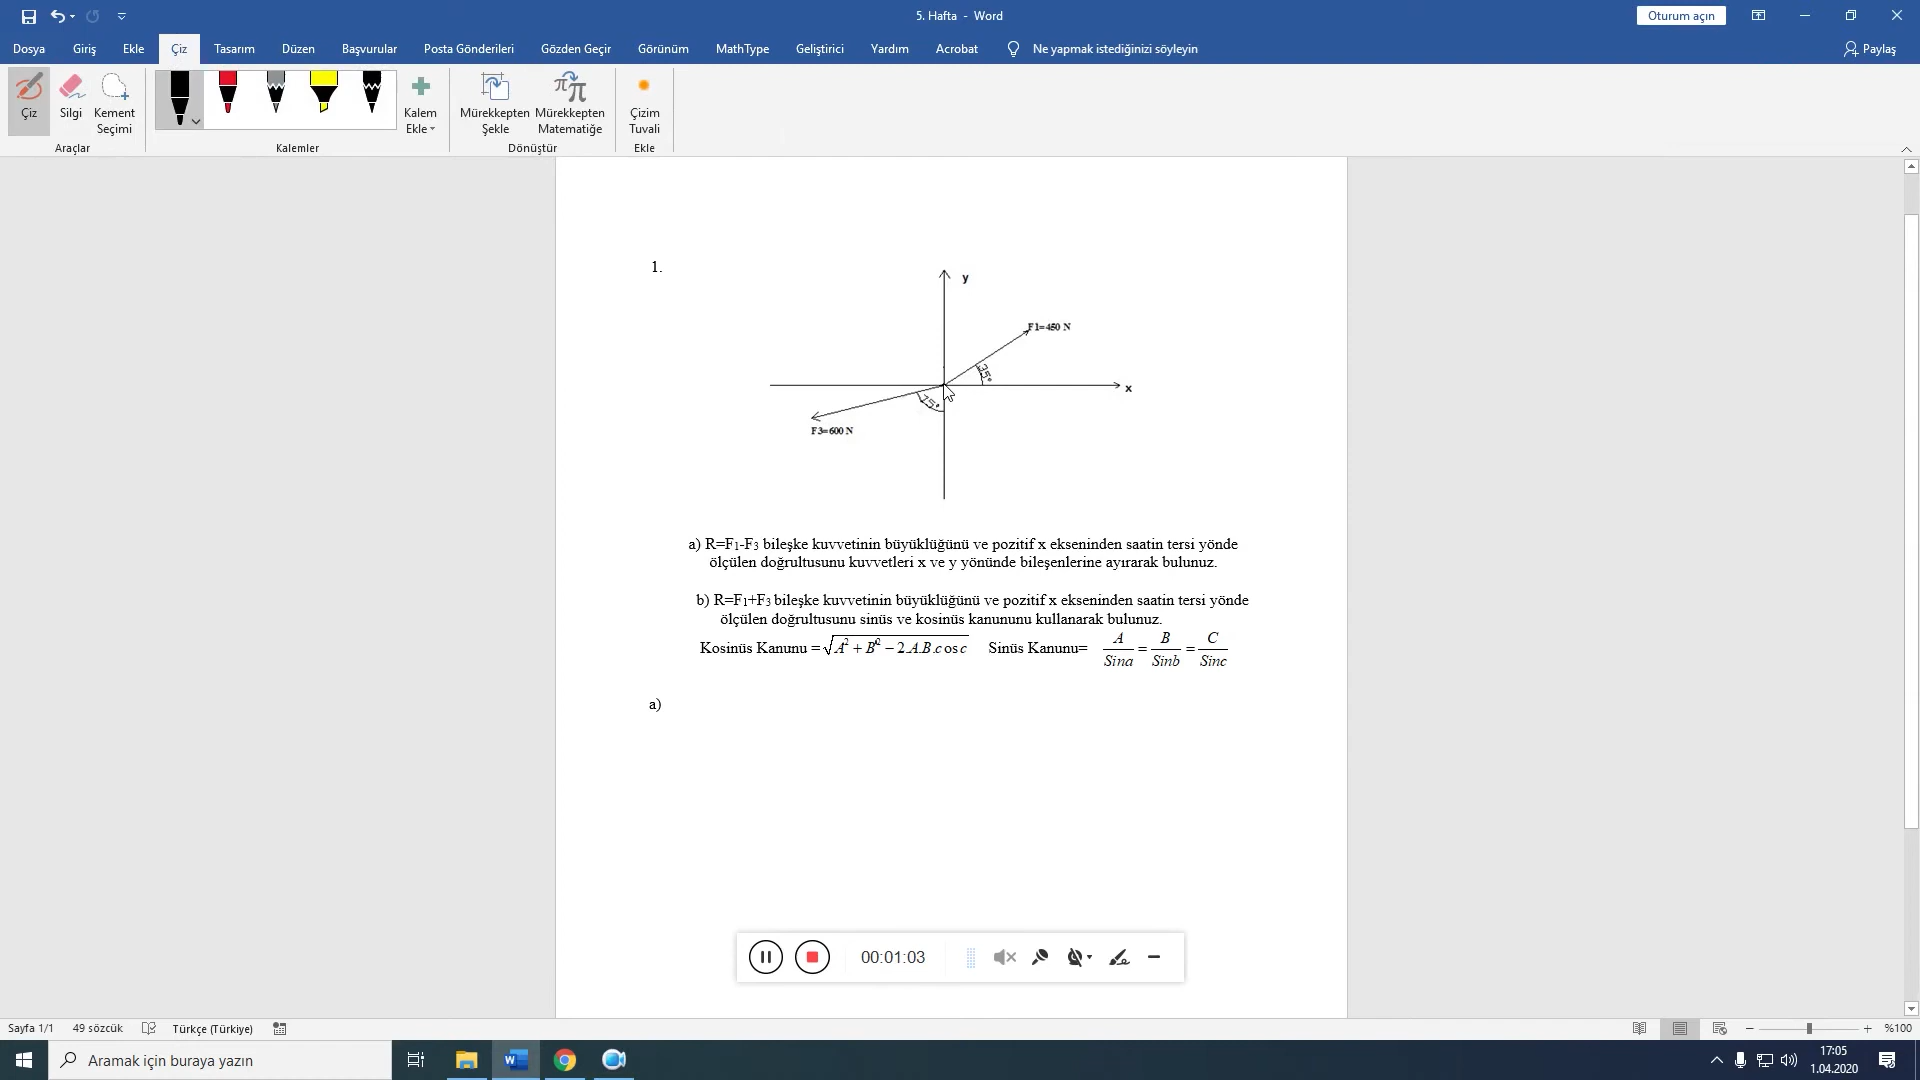 5. Hafta - Word
Oturum açın
Dosya
Giriş
Ekle
Çiz
Tasarım
Düzen
Başvurular
Posta Gönderileri
Gözden Geçir
Görünüm
MathType
Geliştirici
Yardım
Acrobat
Ne yapmak istediğinizi söyleyin
Paylaş
Çiz
Silgi
Kement
Seçimi
Kalem
Ekle
Mürekkepten
Şekle
Mürekkepten
Matematiğe
Çizim
Tuvali
Araçlar
Kalemler
Dönüştür
Ekle
1.
y
F1=450 N
35°
x
75°
F3=600 N
a) R=F1-F3 bileşke kuvvetinin büyüklüğünü ve pozitif x ekseninden saatin tersi yönde
ölçülen doğrultusunu kuvvetleri x ve y yönünde bileşenlerine ayırarak bulunuz.
b) R=F1+F3 bileşke kuvvetinin büyüklüğünü ve pozitif x ekseninden saatin tersi yönde
ölçülen doğrultusunu sinüs ve kosinüs kanununu kullanarak bulunuz.
Kosinüs Kanunu = √A² + B² − 2.A.B.cosc Sinüs Kanunu= A/Sina = B/Sinb = C/Sinc
a)
00:01:03
Sayfa 1/1
49 sözcük
Türkçe (Türkiye)
%100
Aramak için buraya yazın
17:05
1.04.2020